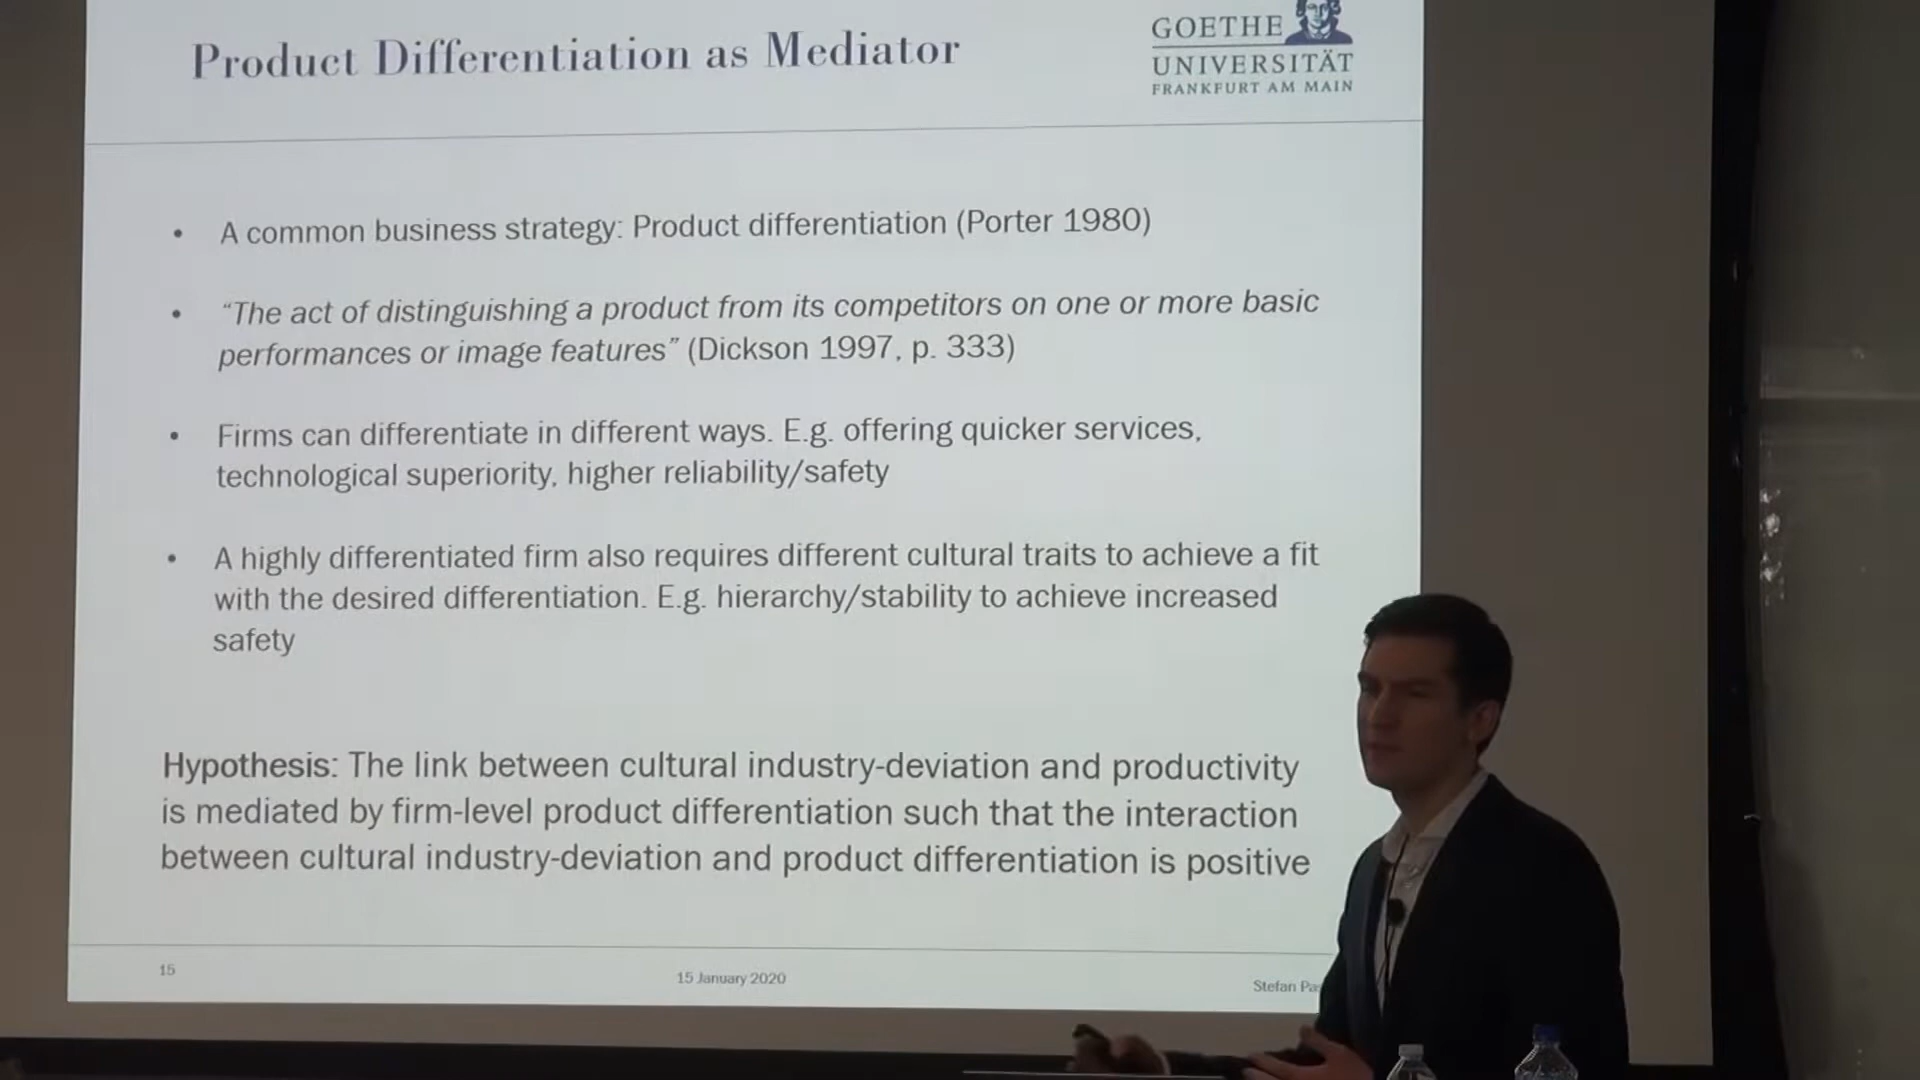 Product Differentiation as Mediator
GOETHE
UNIVERSITÄT
FRANKFURT AM MAIN
• A common business strategy: Product differentiation (Porter 1980)
• “The act of distinguishing a product from its competitors on one or more basic
performances or image features” (Dickson 1997, p. 333)
• Firms can differentiate in different ways. E.g. offering quicker services,
technological superiority, higher reliability/safety
• A highly differentiated firm also requires different cultural traits to achieve a fit
with the desired differentiation. E.g. hierarchy/stability to achieve increased
safety
Hypothesis: The link between cultural industry-deviation and productivity
is mediated by firm-level product differentiation such that the interaction
between cultural industry-deviation and product differentiation is positive
15
15 January 2020
Stefan